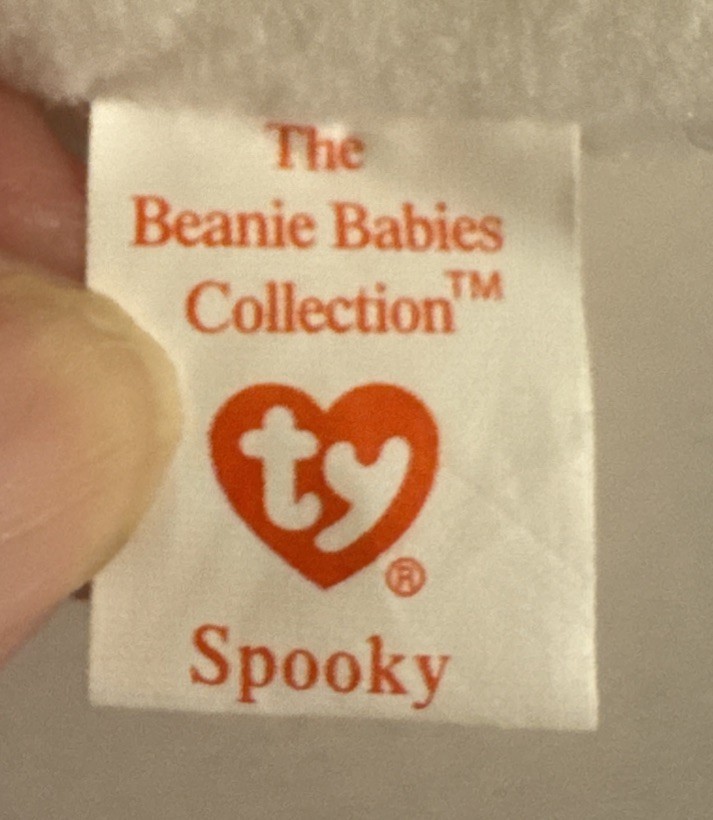 The
Beanie Babies
Collection™
ty
®
Spooky